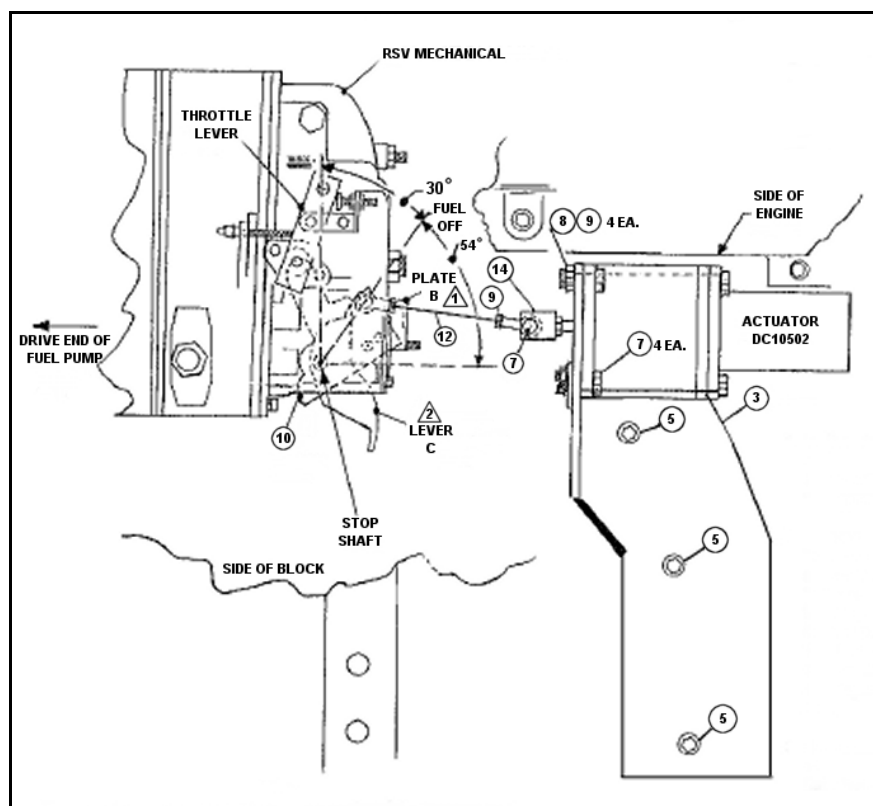 RSV MECHANICAL
THROTTLE
LEVER
30°
FUEL
OFF
54°
SIDE OF
ENGINE
8 9 4 EA.
14
PLATE
B 1
9
12
7
ACTUATOR
DC10502
DRIVE END OF
FUEL PUMP
7 4 EA.
3
10
2
LEVER
C
5
STOP
SHAFT
5
SIDE OF BLOCK
5